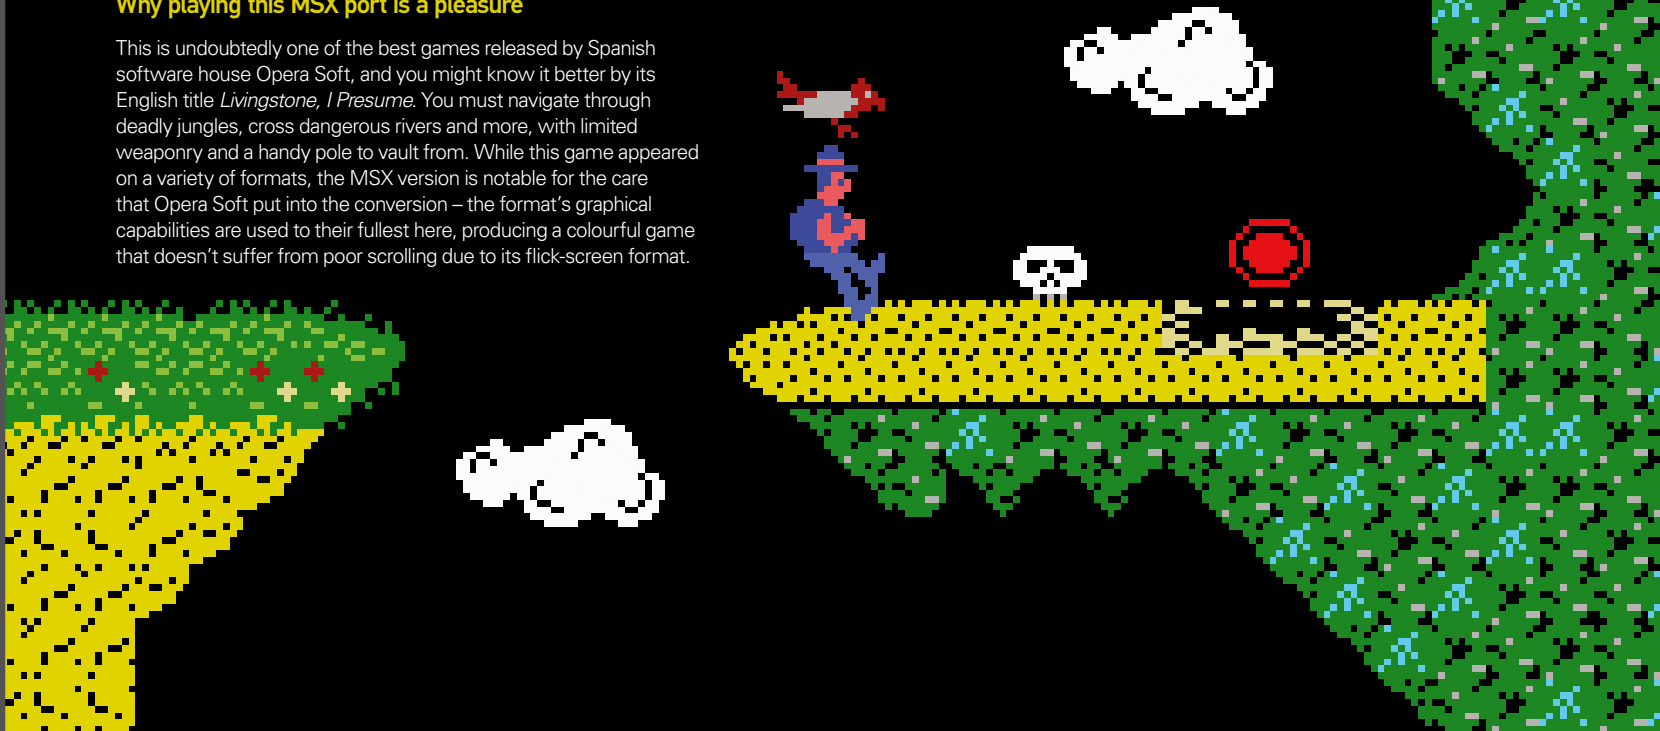 Why playing this MSX port is a pleasure
This is undoubtedly one of the best games released by Spanish
software house Opera Soft, and you might know it better by its
English title Livingstone, I Presume. You must navigate through
deadly jungles, cross dangerous rivers and more, with limited
weaponry and a handy pole to vault from. While this game appeared
on a variety of formats, the MSX version is notable for the care
that Opera Soft put into the conversion – the format’s graphical
capabilities are used to their fullest here, producing a colourful game
that doesn’t suffer from poor scrolling due to its flick-screen format.